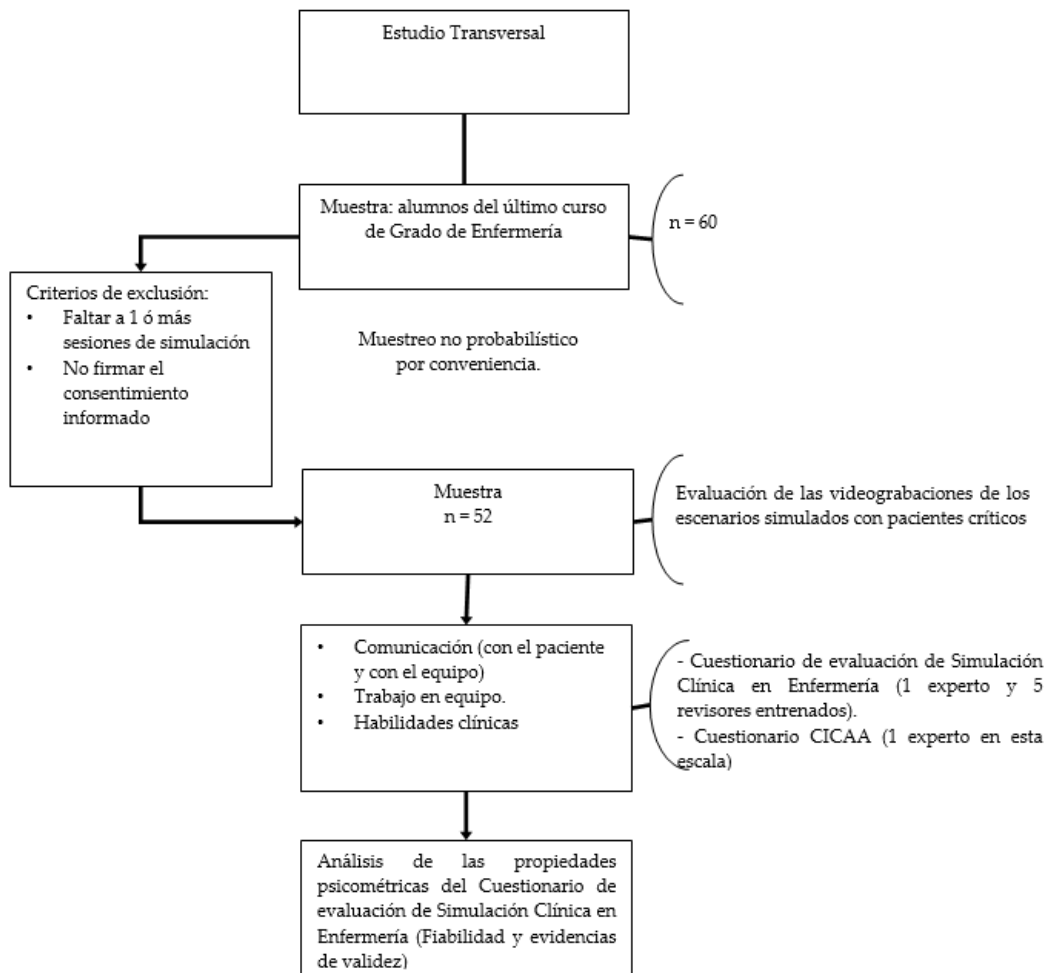 Estudio Transversal
Muestra: alumnos del último curso
de Grado de Enfermería
n = 60
Criterios de exclusión:
• Faltar a 1 ó más
sesiones de simulación
• No firmar el
consentimiento
informado
Muestreo no probabilístico
por conveniencia.
Muestra
n = 52
Evaluación de las videograbaciones de los
escenarios simulados con pacientes críticos
• Comunicación (con el paciente
y con el equipo)
• Trabajo en equipo.
• Habilidades clínicas
- Cuestionario de evaluación de Simulación
Clínica en Enfermería (1 experto y 5
revisores entrenados).
- Cuestionario CICAA (1 experto en esta
escala)
Análisis de las propiedades
psicométricas del Cuestionario de
evaluación de Simulación Clínica en
Enfermería (Fiabilidad y evidencias
de validez)